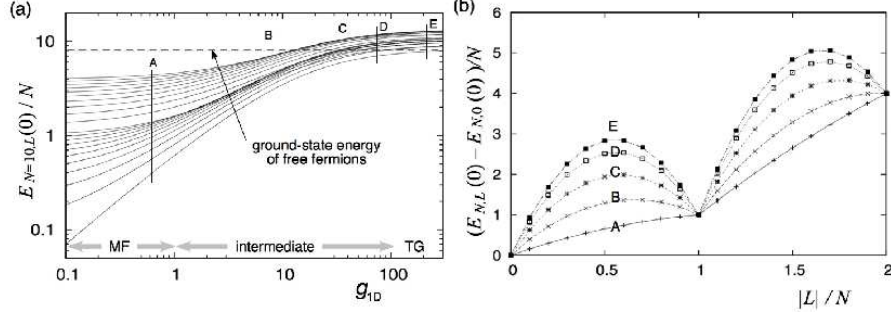 (a)
E_{N=10,L}(0) / N
10
1
0.1
A
B
C
D
E
ground-state energy
of free fermions
MF
intermediate
TG
0.1
1
10
100
g_{1D}
(b)
(E_{N,L}(0) − E_{N,0}(0))/N
6
5
4
3
2
1
0
E
D
C
B
A
0
0.5
1
1.5
2
|L|/N